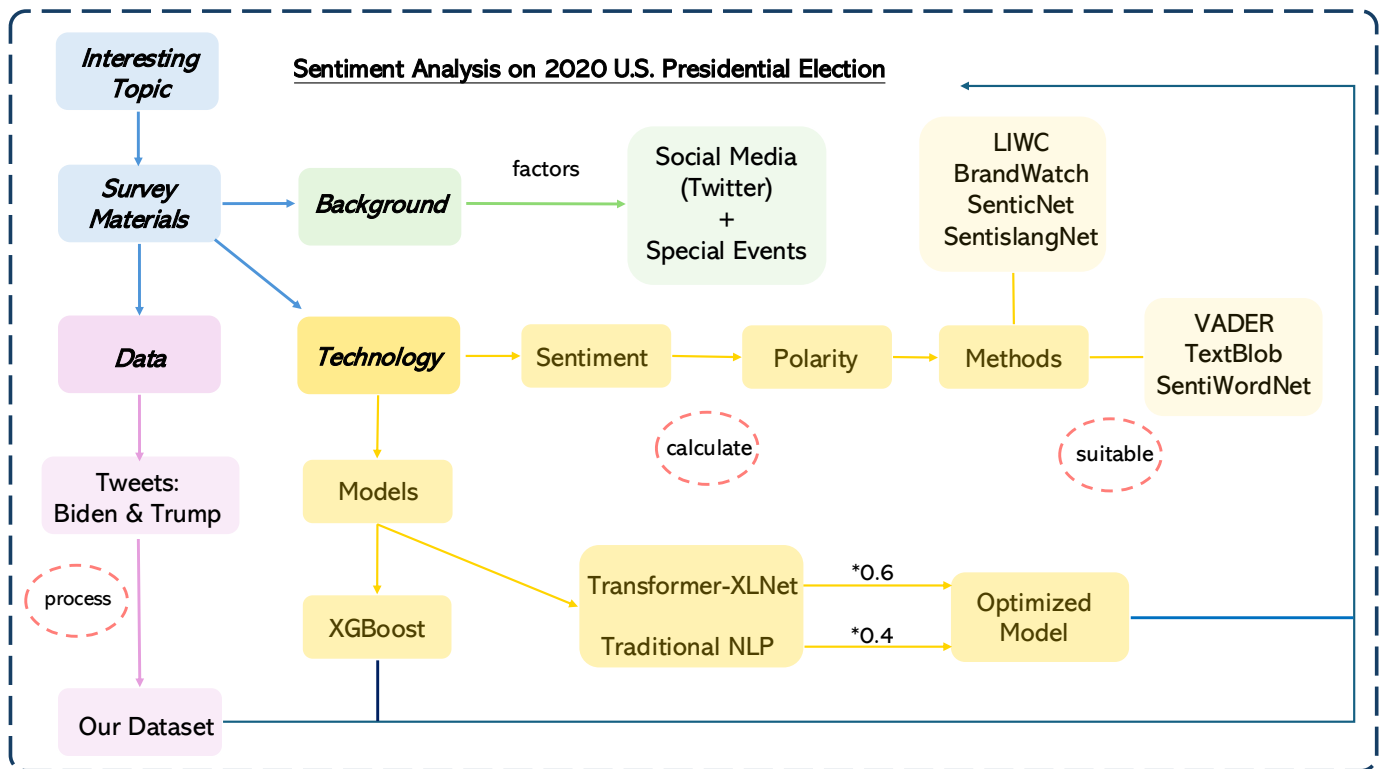 Interesting
Topic
Sentiment Analysis on 2020 U.S. Presidential Election
Survey
Materials
Background
factors
Social Media
(Twitter)
+
Special Events
LIWC
BrandWatch
SenticNet
SentislangNet
Data
Technology
Sentiment
Polarity
Methods
VADER
TextBlob
SentiWordNet
calculate
suitable
Tweets:
Biden & Trump
Models
process
XGBoost
Transformer-XLNet
Traditional NLP
*0.6
*0.4
Optimized
Model
Our Dataset